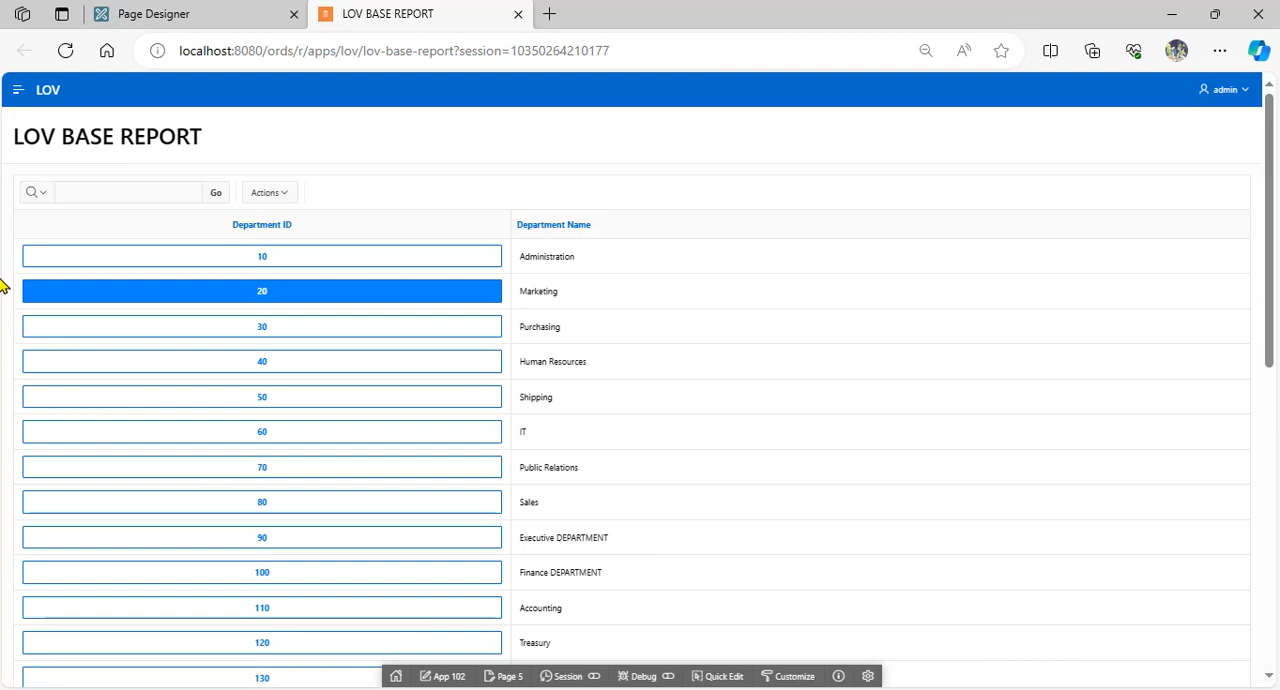 Page Designer
LOV BASE REPORT
localhost:8080/ords/r/apps/lov/lov-base-report?session=10350264210177
LOV
admin
LOV BASE REPORT
Go
Actions
Department ID
Department Name
10
Administration
20
Marketing
30
Purchasing
40
Human Resources
50
Shipping
60
IT
70
Public Relations
80
Sales
90
Executive DEPARTMENT
100
Finance DEPARTMENT
110
Accounting
120
Treasury
130
App 102
Page 5
Session
Debug
Quick Edit
Customize